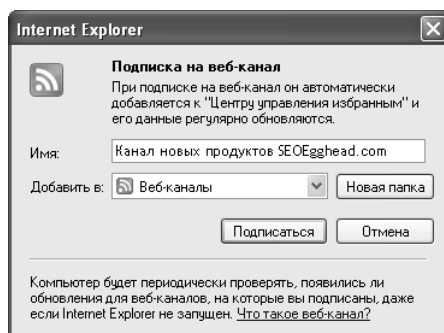 Internet Explorer
Подписка на веб-канал
При подписке на веб-канал он автоматически
добавляется к "Центру управления избранным" и
его данные регулярно обновляются.
Имя: Канал новых продуктов SEOEgghead.com
Добавить в: Веб-каналы Новая папка
Подписаться Отмена
Компьютер будет периодически проверять, появились ли
обновления для веб-каналов, на которые вы подписаны, даже
если Internet Explorer не запущен. Что такое веб-канал?